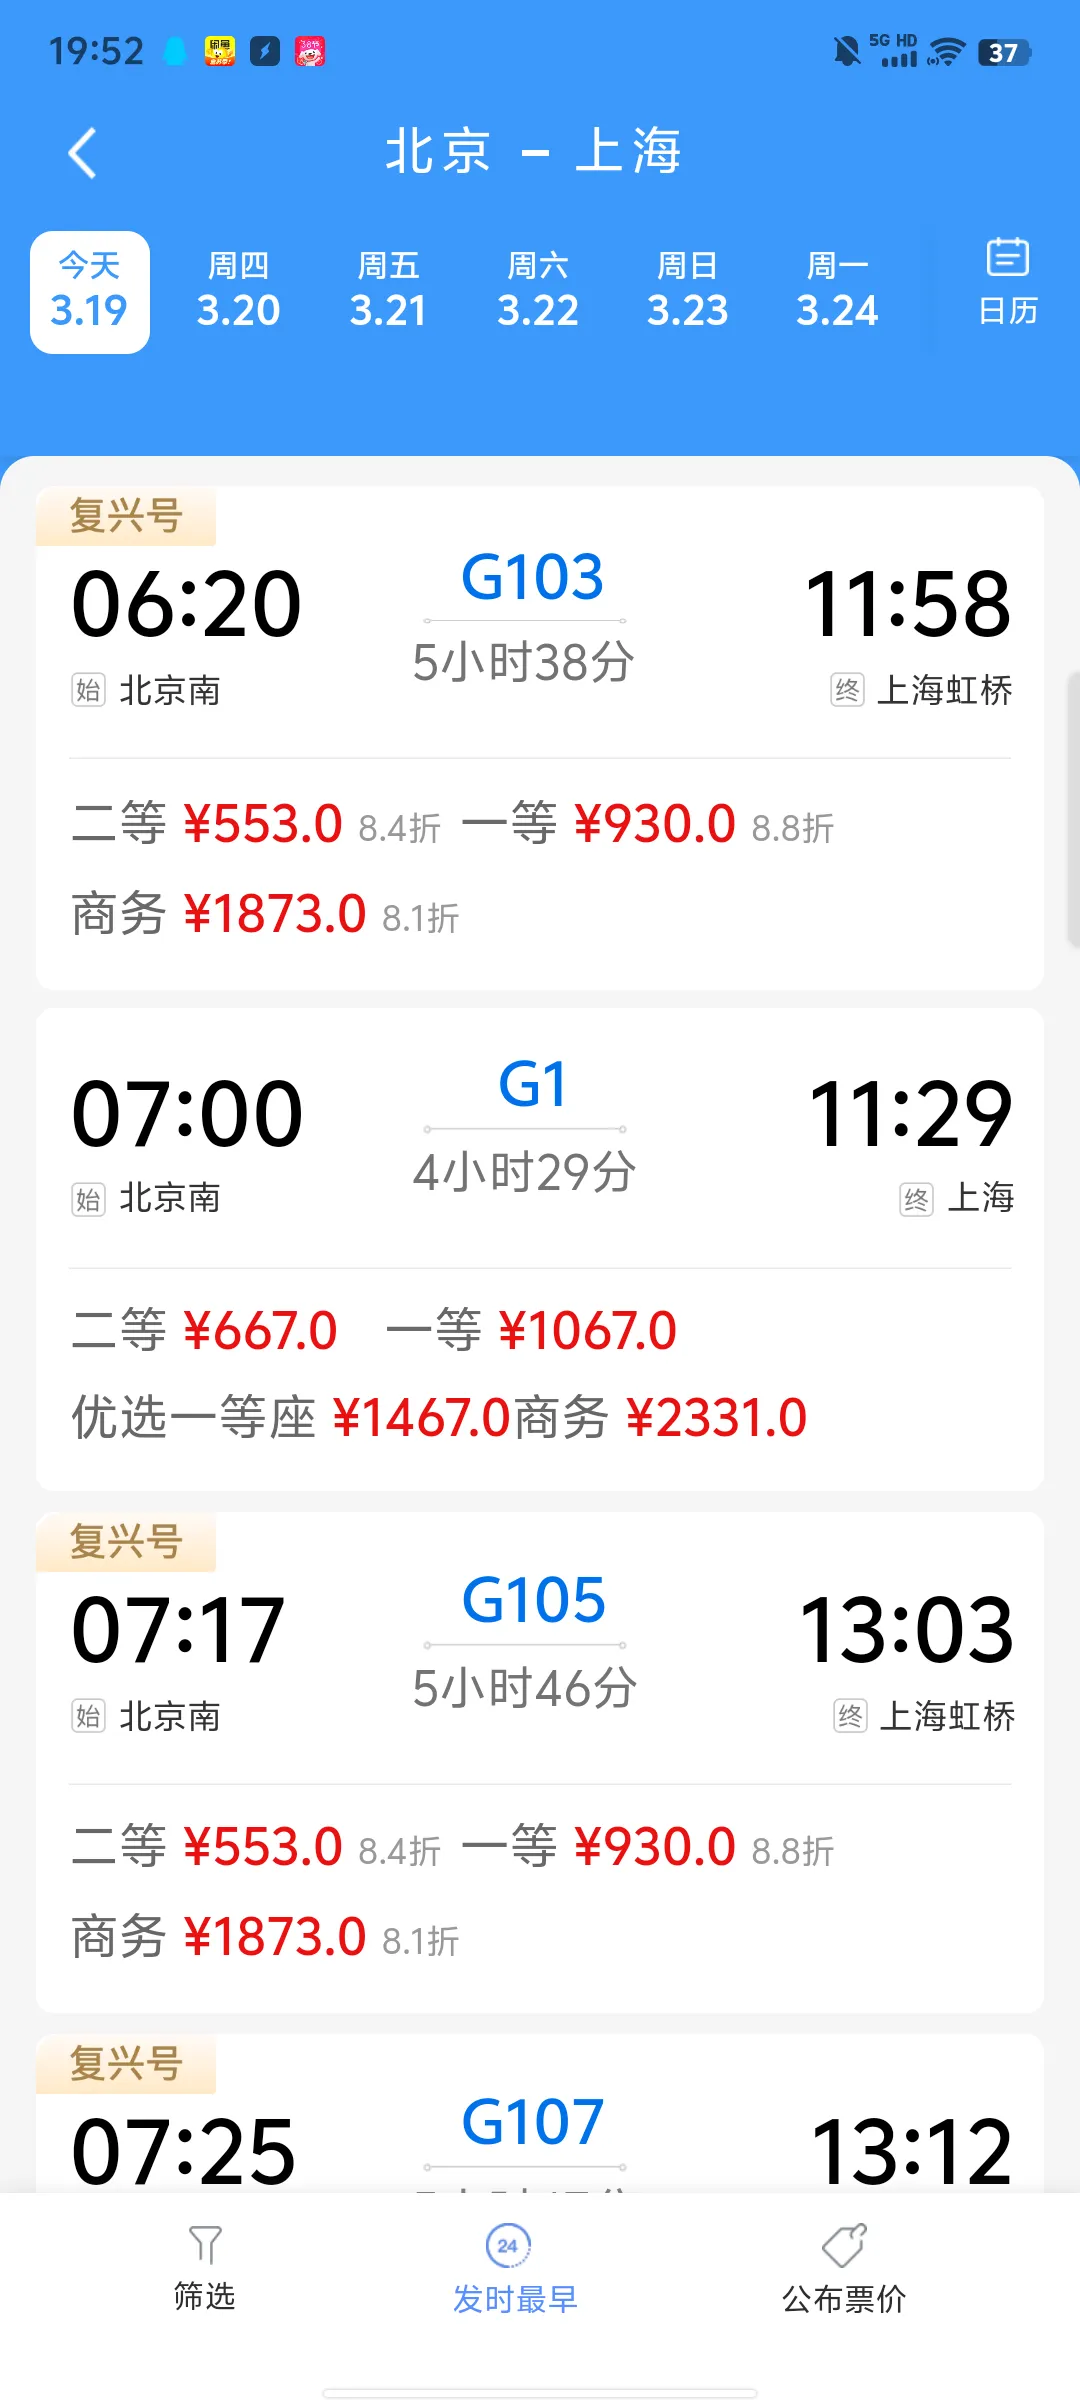 19:52
5G HD
37
北京 – 上海
今天 周四 周五 周六 周日 周一
3.19 3.20 3.21 3.22 3.23 3.24 日历
复兴号
06:20 G103 11:58
5小时38分
始 北京南 终 上海虹桥
二等 ¥553.0 8.4折 一等 ¥930.0 8.8折
商务 ¥1873.0 8.1折
07:00 G1 11:29
4小时29分
始 北京南 终 上海
二等 ¥667.0 一等 ¥1067.0
优选一等座 ¥1467.0 商务 ¥2331.0
复兴号
07:17 G105 13:03
5小时46分
始 北京南 终 上海虹桥
二等 ¥553.0 8.4折 一等 ¥930.0 8.8折
商务 ¥1873.0 8.1折
复兴号
07:25 G107 13:12
24
筛选 发时最早 公布票价